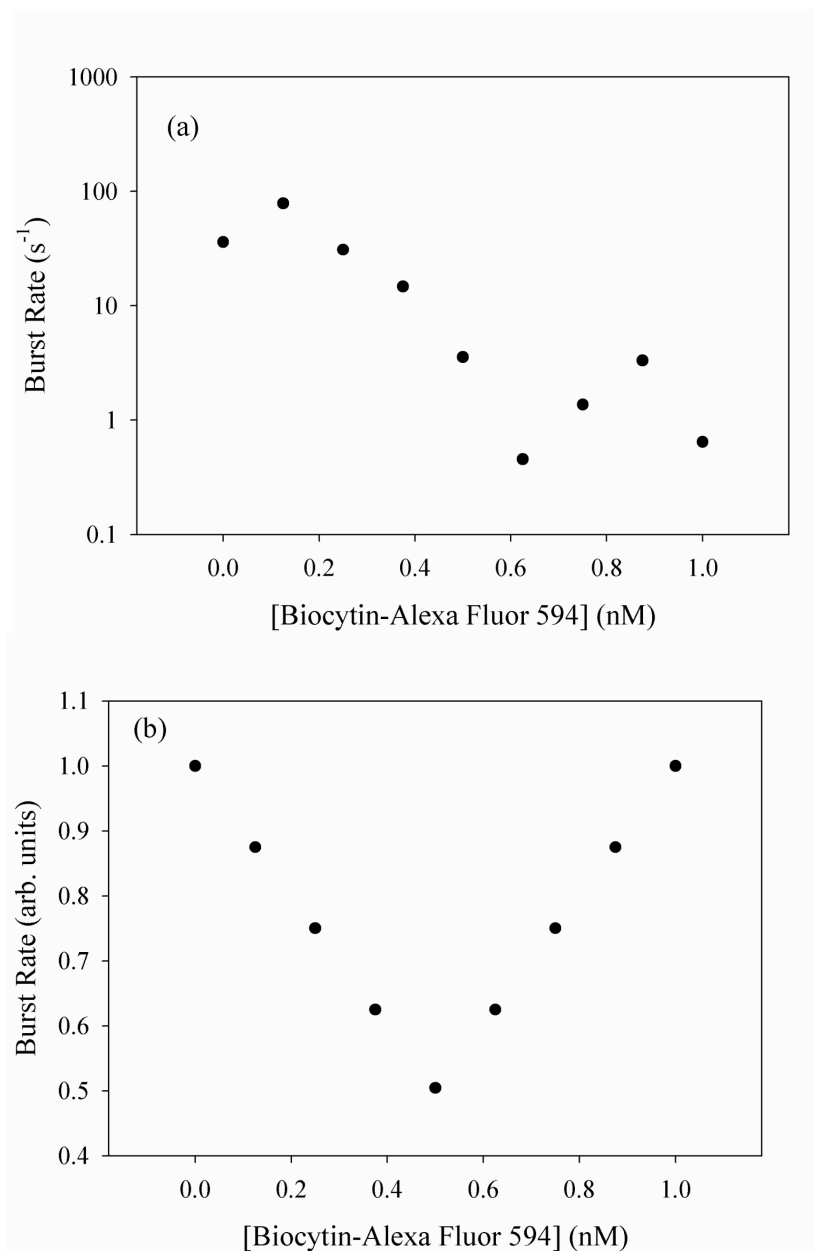 1000
(a)
100
10
1
0.1
Burst Rate (s⁻¹)
0.0 0.2 0.4 0.6 0.8 1.0
[Biocytin-Alexa Fluor 594] (nM)
1.1
(b)
1.0
0.9
0.8
0.7
0.6
0.5
0.4
Burst Rate (arb. units)
0.0 0.2 0.4 0.6 0.8 1.0
[Biocytin-Alexa Fluor 594] (nM)